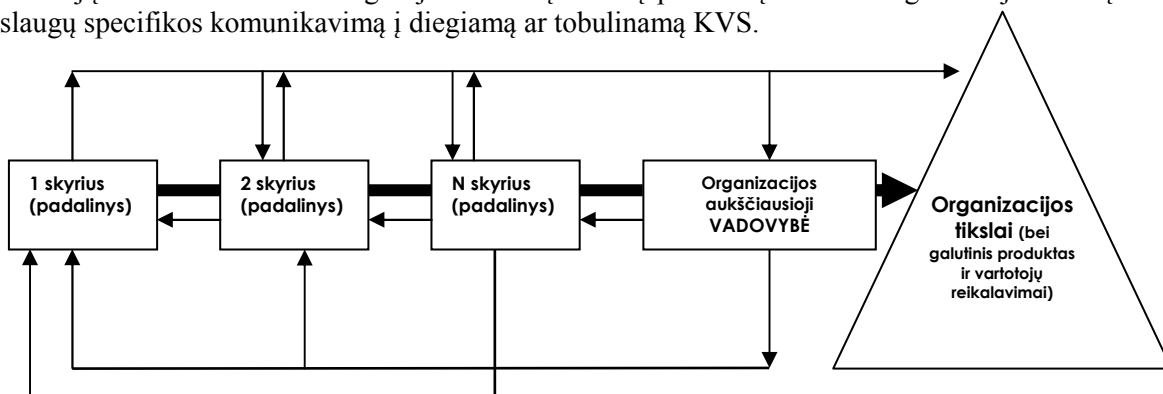 slaugų specifikos komunikavimą į diegiamą ar tobulinamą KVS.
1 skyrius
(padalinys)
2 skyrius
(padalinys)
N skyrius
(padalinys)
Organizacijos
aukščiausioji
VADOVYBĖ
Organizacijos
tikslai (bei
galutinis produktas
ir vartotojų
reikalavimai)